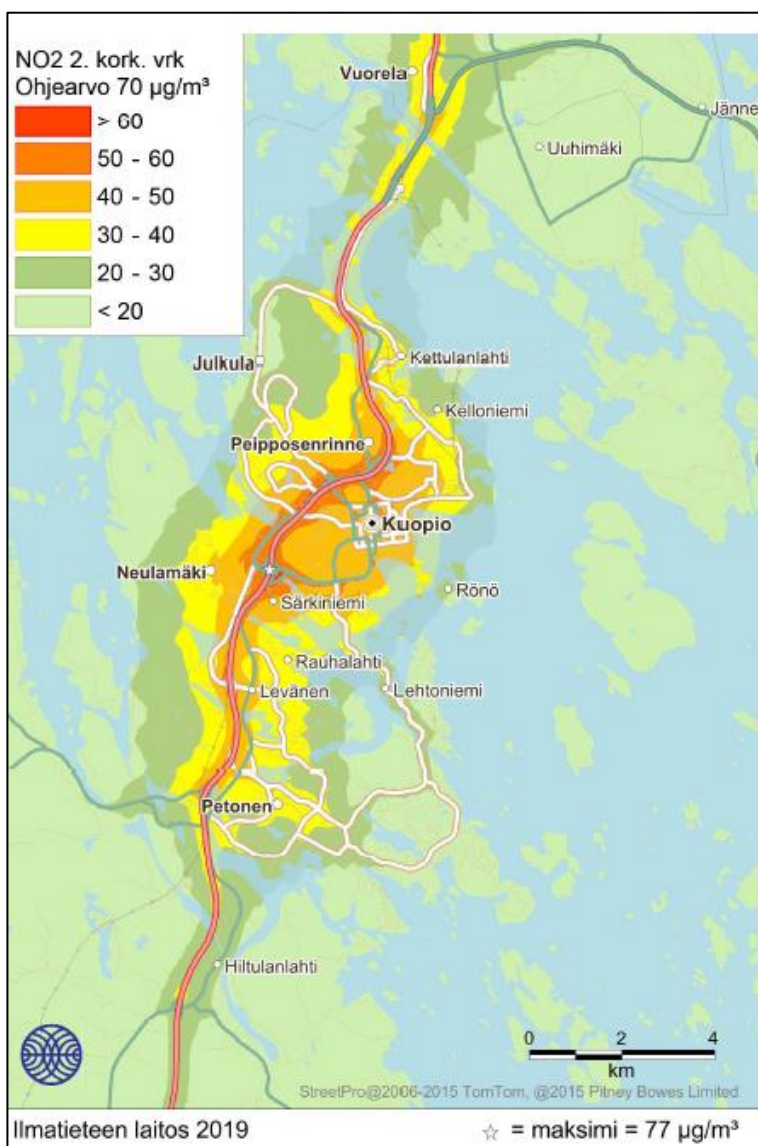 NO2 2. kork. vrk
Ohjearvo 70 µg/m³
> 60
50 - 60
40 - 50
30 - 40
20 - 30
< 20
Vuorela
Jänne
Uuhimäki
Julkula
Kettulanlahti
Kelloniemi
Peipposenrinne
Kuopio
Neulamäki
Särkiniemi
Rönö
Rauhalahti
Levänen
Lehtoniemi
Petonen
Hiltulanlahti
0 2 4
km
StreetPro@2006-2015 TomTom, @2015 Pitney Bowes Limited
Ilmatieteen laitos 2019
☆ = maksimi = 77 µg/m³